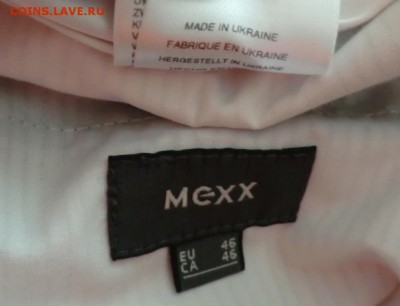 COINS.LAVE.RU
MADE IN UKRAINE
FABRIQUE EN UKRAINE
HERGESTELLT IN UKRAINE
MEXX
EU 46
CA 46